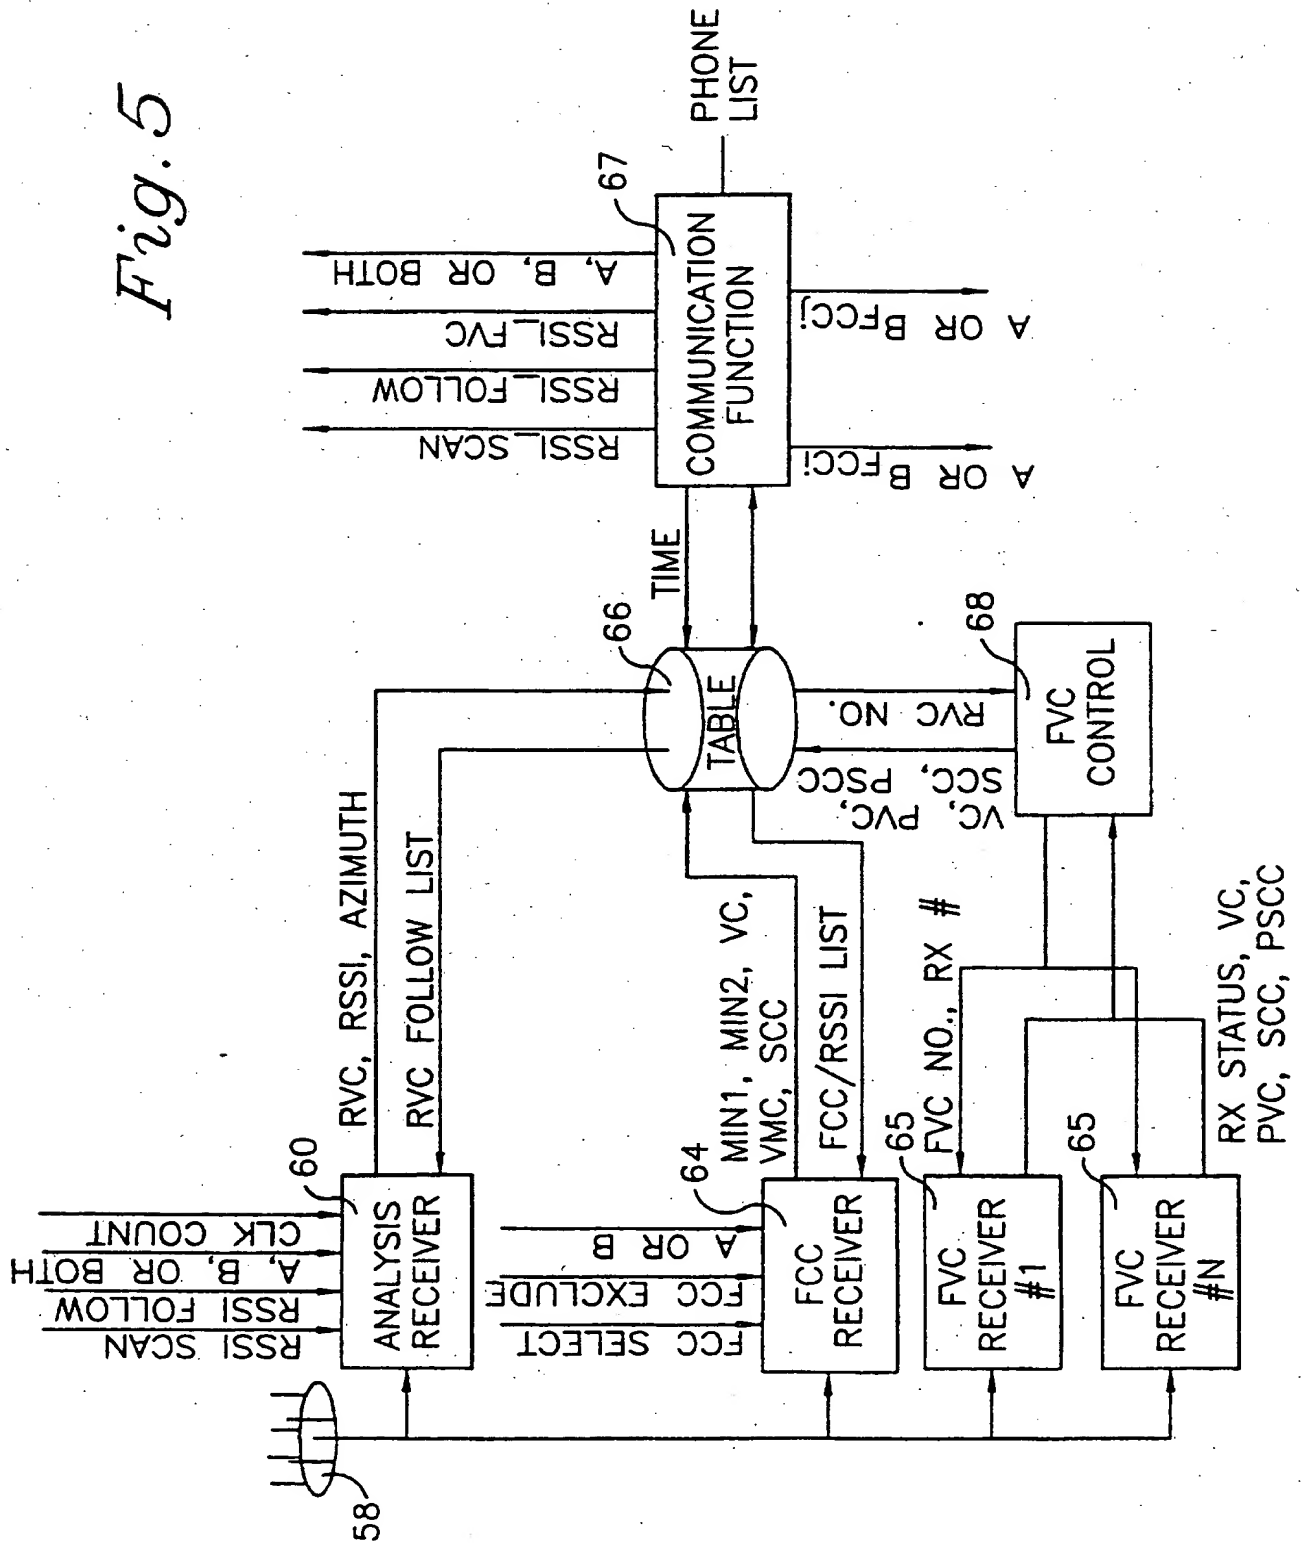 Fig. 5
58
RSSI SCAN
RSSI FOLLOW
A, B, OR BOTH
CLK COUNT
60
ANALYSIS
RECEIVER
RVC, RSSI, AZIMUTH
RVC FOLLOW LIST
FCC SELECT
FCC EXCLUDE
A OR B
64
FCC
RECEIVER
MIN1, MIN2, VC,
VMC, SCC
FCC/RSSI LIST
65
FVC
RECEIVER
#1
FVC NO., RX #
65
FVC
RECEIVER
#N
RX STATUS, VC,
PVC, SCC, PSCC
66
TABLE
TIME
VC, PVC,
SCC, PSCC
RVC NO.
68
FVC
CONTROL
RSSI_SCAN
RSSI_FOLLOW
RSSI_FVC
A, B, OR BOTH
67
COMMUNICATION
FUNCTION
PHONE
LIST
A OR BFCCi
A OR BFCCj